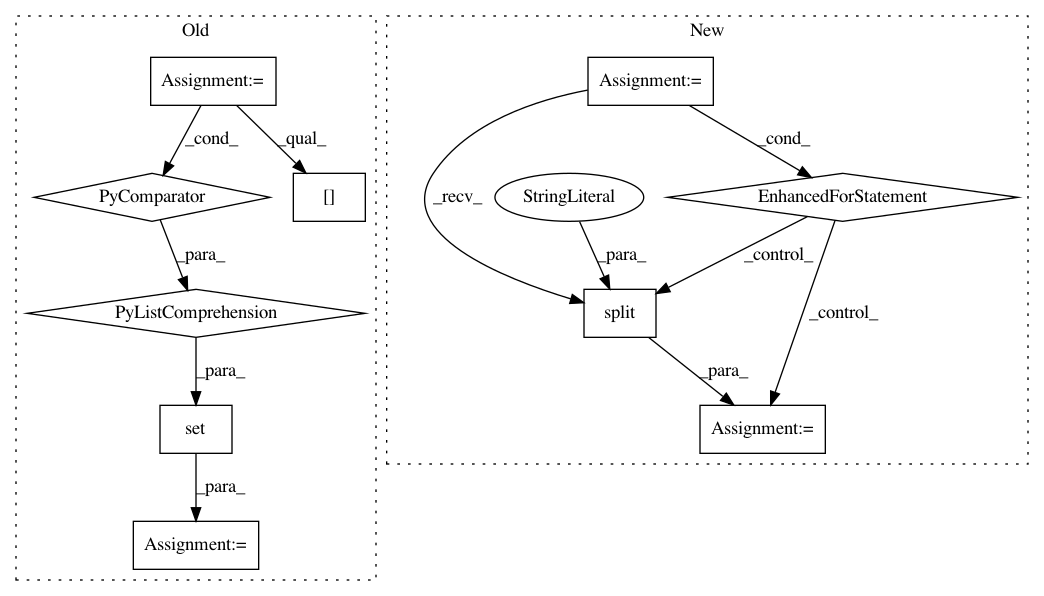 Old
New
Assignment:=
Assignment:=
_cond_
_qual_
_cond_
PyComparator
[]
_recv_
StringLiteral
EnhancedForStatement
_para_
_para_
_control_
PyListComprehension
split
_control_
_para_
_para_
set
Assignment:=
_para_
Assignment:=